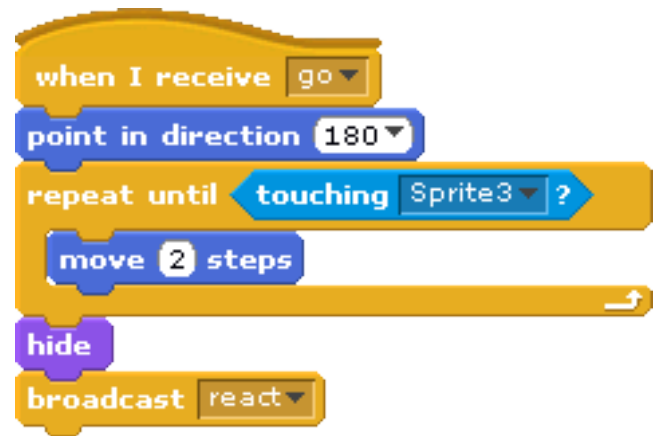 when I receive go
point in direction 180
repeat until touching Sprite3 ?
move 2 steps
hide
broadcast react